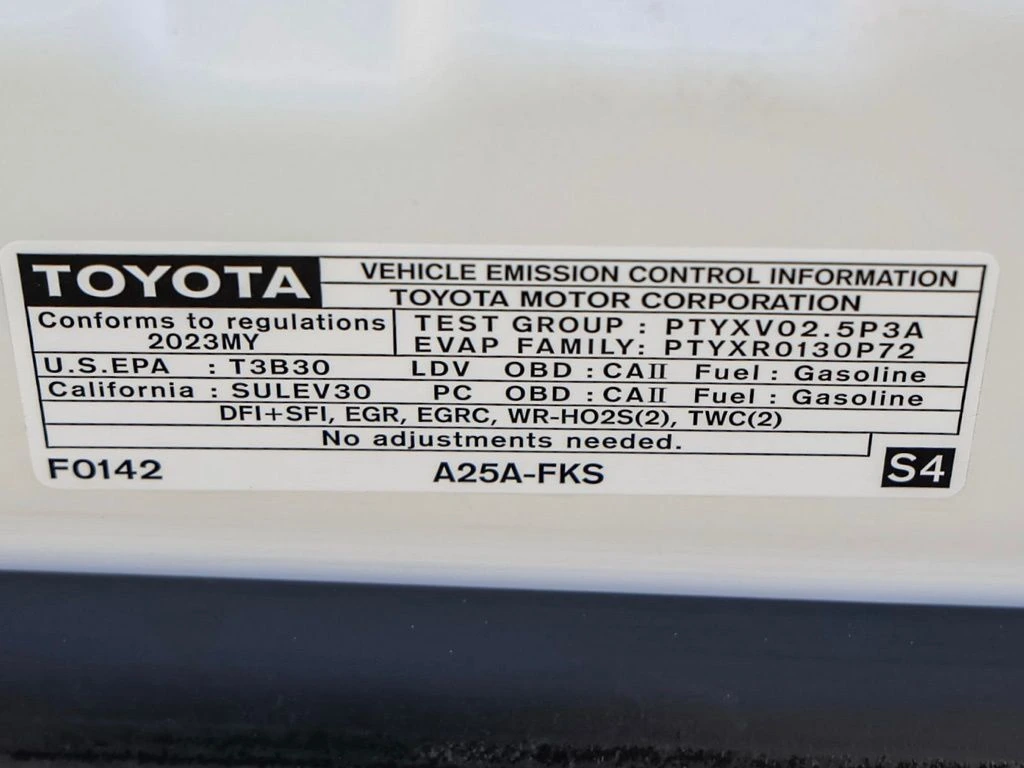 TOYOTA VEHICLE EMISSION CONTROL INFORMATION
TOYOTA MOTOR CORPORATION
Conforms to regulations
2023MY
TEST GROUP : PTYXV02.5P3A
EVAP FAMILY: PTYXR0130P72
U.S.EPA : T3B30 LDV OBD : CAII Fuel : Gasoline
California : SULEV30 PC OBD : CAII Fuel : Gasoline
DFI+SFI, EGR, EGRC, WR-HO2S(2), TWC(2)
No adjustments needed.
F0142 A25A-FKS S4